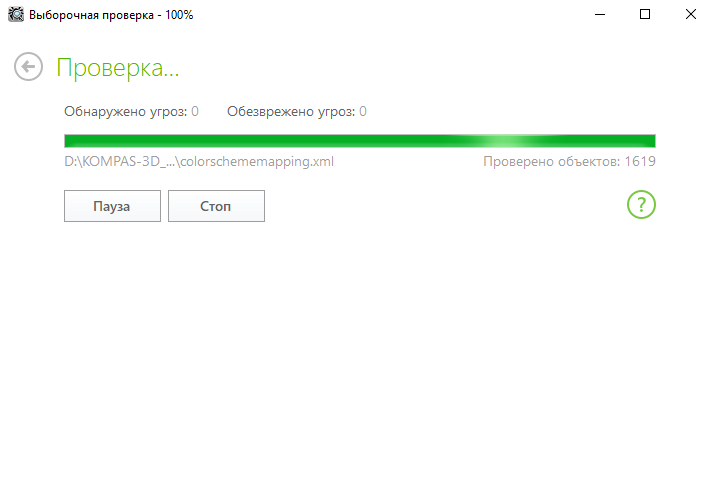 Выборочная проверка - 100%
Проверка...
Обнаружено угроз: 0 Обезврежено угроз: 0
D:\KOMPAS-3D_...\colorschememapping.xml Проверено объектов: 1619
Пауза Стоп ?